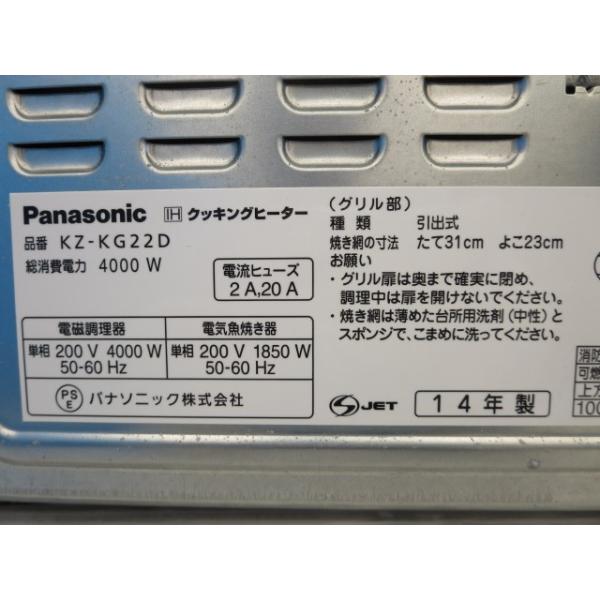 Panasonic IH クッキングヒーター
品番 KZ-KG22D
総消費電力 4000 W
電流ヒューズ
2 A,20 A
電磁調理器
単相 200 V 4000 W
50-60 Hz
電気魚焼き器
単相 200 V 1850 W
50-60 Hz
PSE パナソニック株式会社
(グリル部)
種類 引出式
焼き網の寸法 たて31cm よこ23cm
お願い
・グリル扉は奥まで確実に閉め、
調理中は扉を開けないでください。
・焼き網は薄めた台所用洗剤(中性)と
スポンジで、こまめに洗ってください。
S JET
14年製
消防
可燃
上方
100